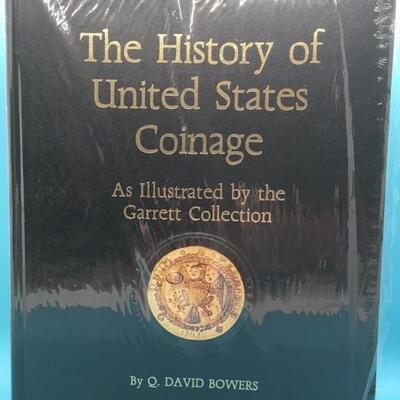 The History of
United States
Coinage
As Illustrated by the
Garrett Collection
By Q. DAVID BOWERS